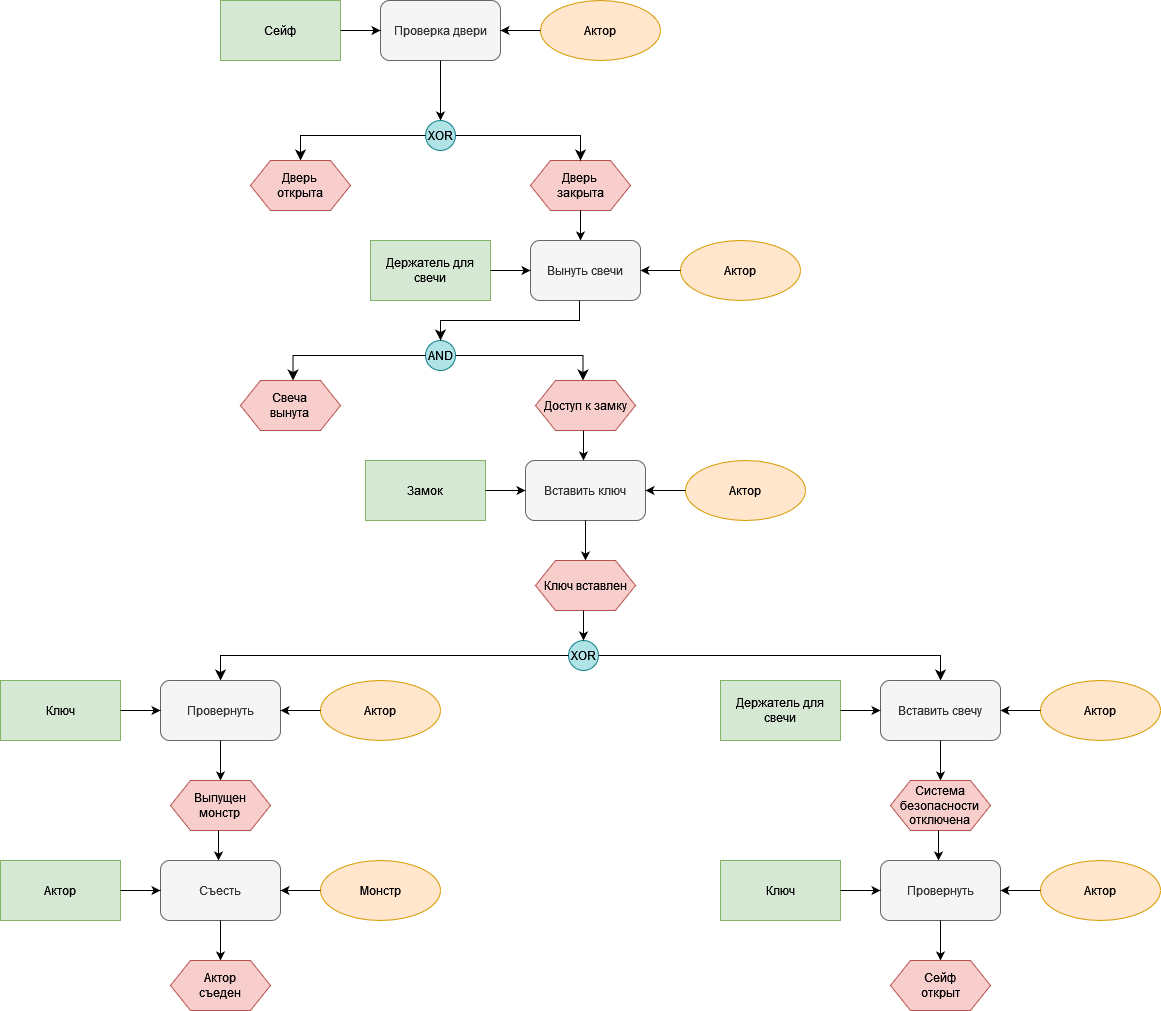 Сейф
Проверка двери
Актор
XOR
Дверь
открыта
Дверь
закрыта
Держатель для
свечи
Вынуть свечи
Актор
AND
Свеча
вынута
Доступ к замку
Замок
Вставить ключ
Актор
Ключ вставлен
XOR
Ключ
Провернуть
Актор
Держатель для
свечи
Вставить свечу
Актор
Выпущен
монстр
Система
безопасности
отключена
Актор
Съесть
Монстр
Ключ
Провернуть
Актор
Актор
съеден
Сейф
открыт